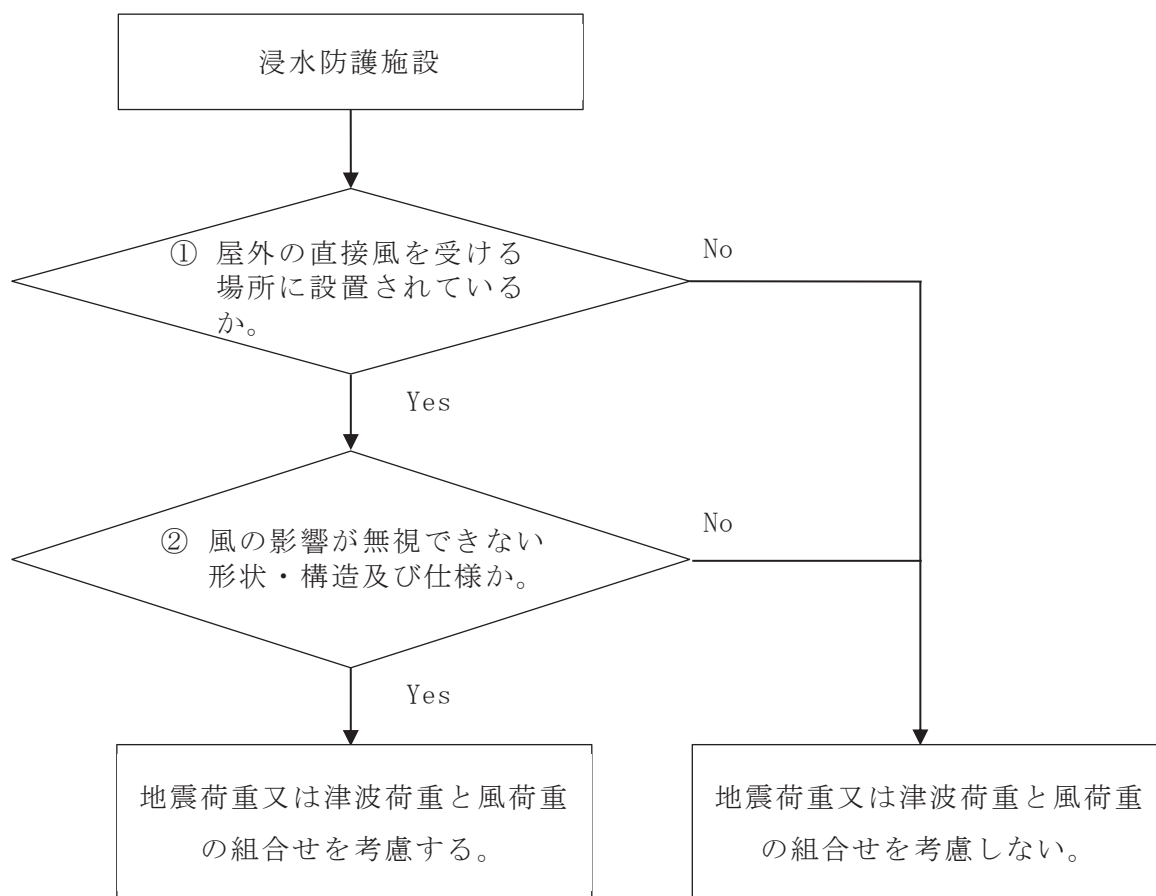 浸水防護施設
① 屋外の直接風を受ける
場所に設置されている
か。
No
Yes
② 風の影響が無視できない
形状・構造及び仕様か。
No
Yes
地震荷重又は津波荷重と風荷重
の組合せを考慮する。
地震荷重又は津波荷重と風荷重
の組合せを考慮しない。